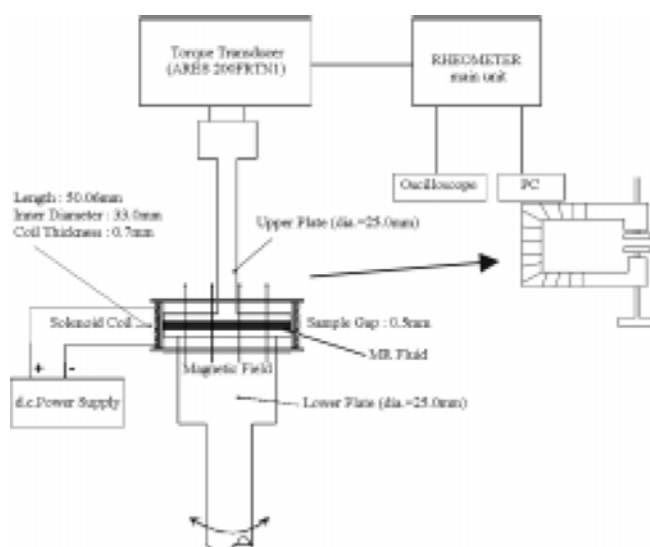 Torque Transducer
(ARES 200FRTN1)
RHEOMETER
main unit
Oscilloscope
PC
Length : 50.06mm
Inner Diameter : 33.0mm
Coil Thickness : 0.7mm
Upper Plate (dia.=25.0mm)
Solenoid Coil
Sample Gap : 0.5mm
MR Fluid
Magnetic Field
+ -
d.c.Power Supply
Lower Plate (dia.=25.0mm)